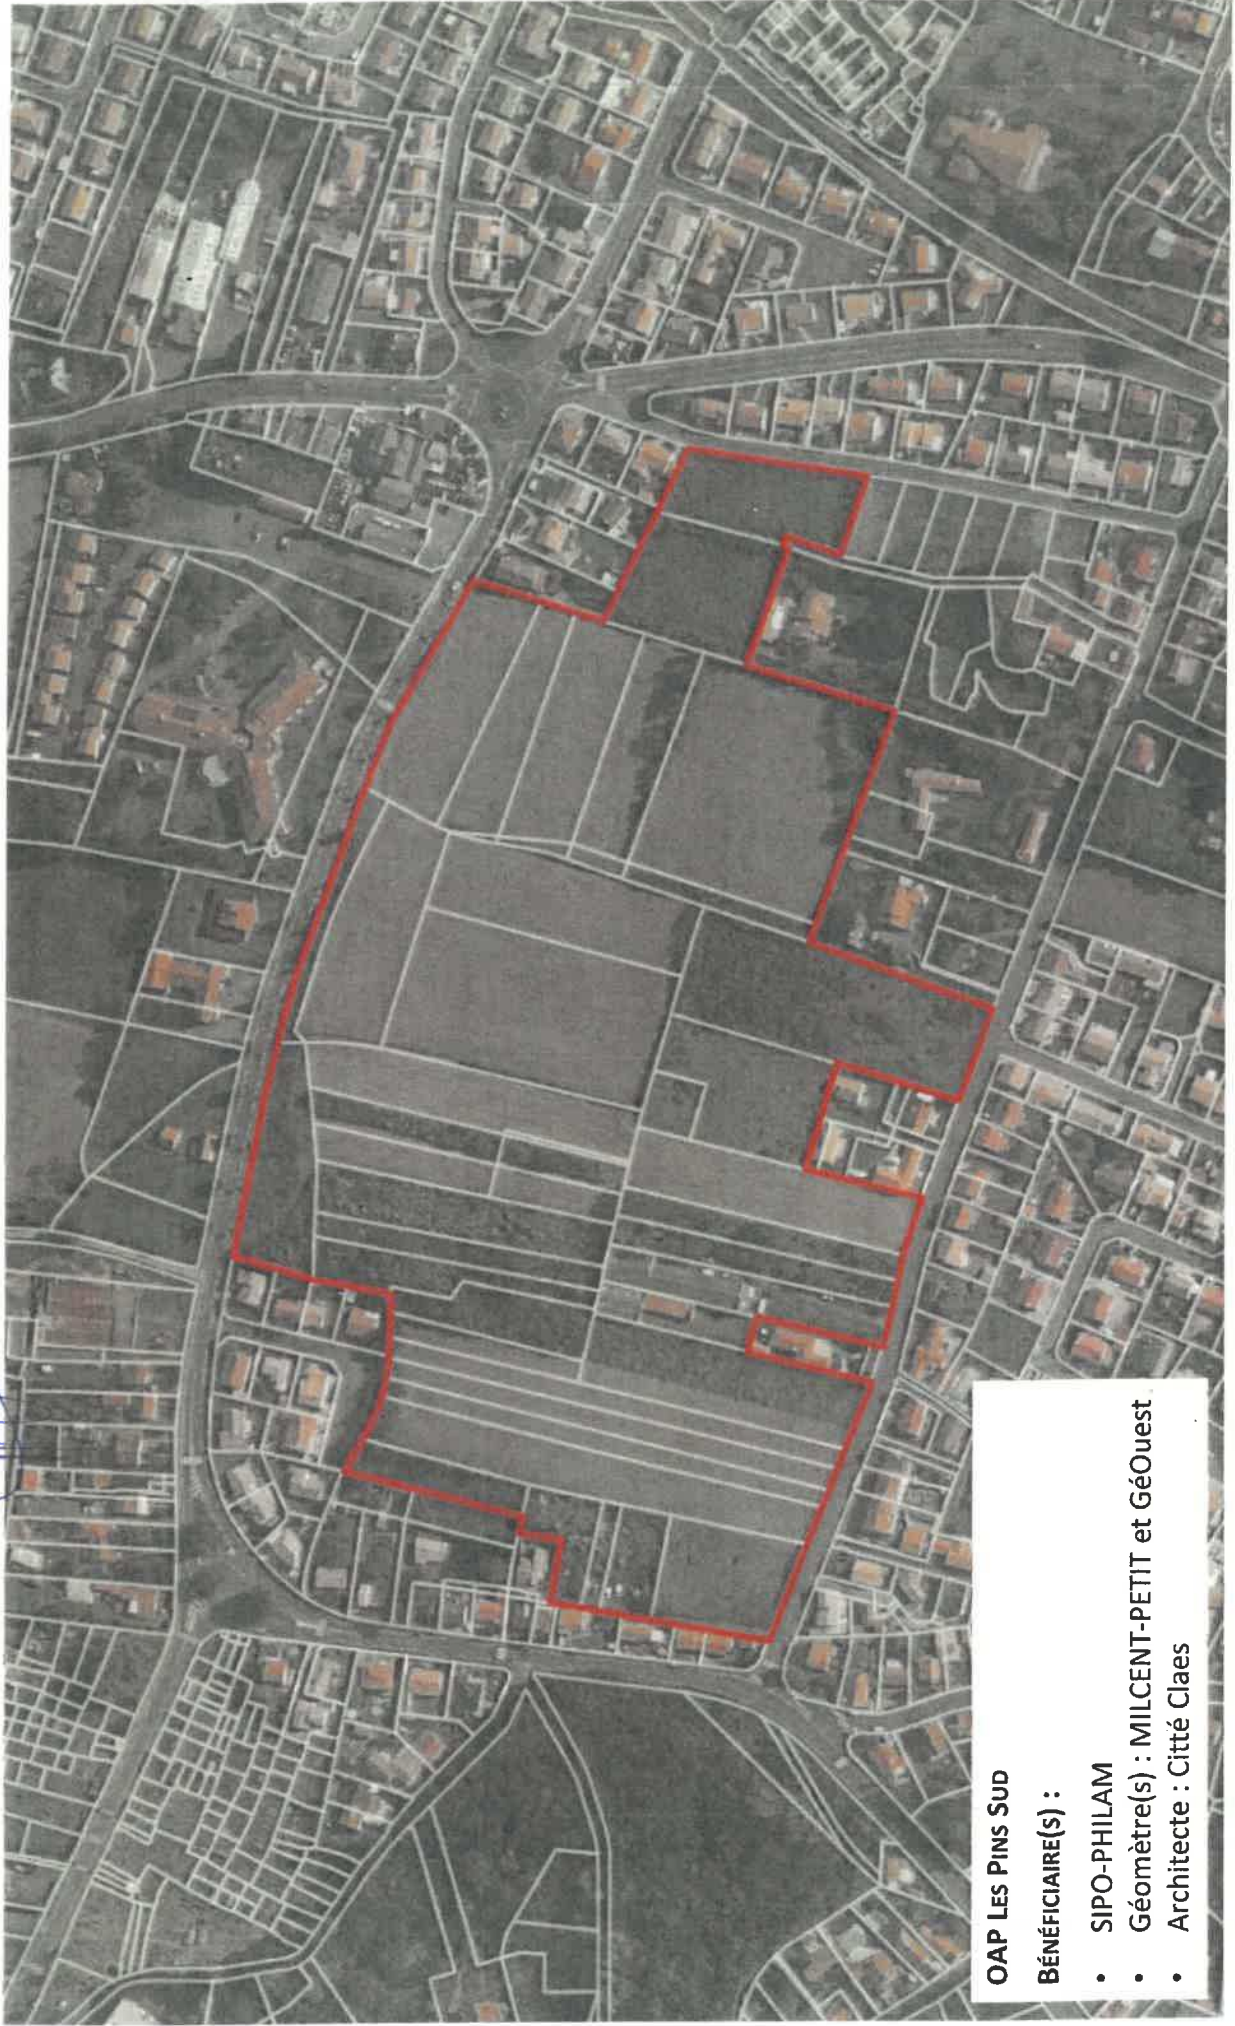 OAP LES PINS SUD
BÉNÉFICIAIRE(S) :
• SIPO-PHILAM
• Géomètre(s) : MILCENT-PETIT et GéOuest
• Architecte : Citté Claes